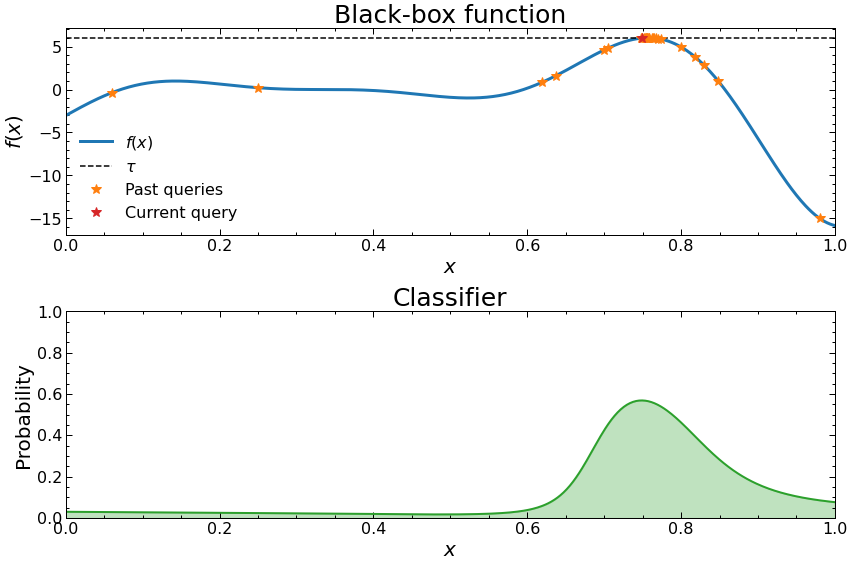 Black-box function
f(x)
5
0
−5
−10
−15
f(x)
τ
Past queries
Current query
0.0 0.2 0.4 0.6 0.8 1.0
x
Classifier
Probability
1.0
0.8
0.6
0.4
0.2
0.0
0.0 0.2 0.4 0.6 0.8 1.0
x